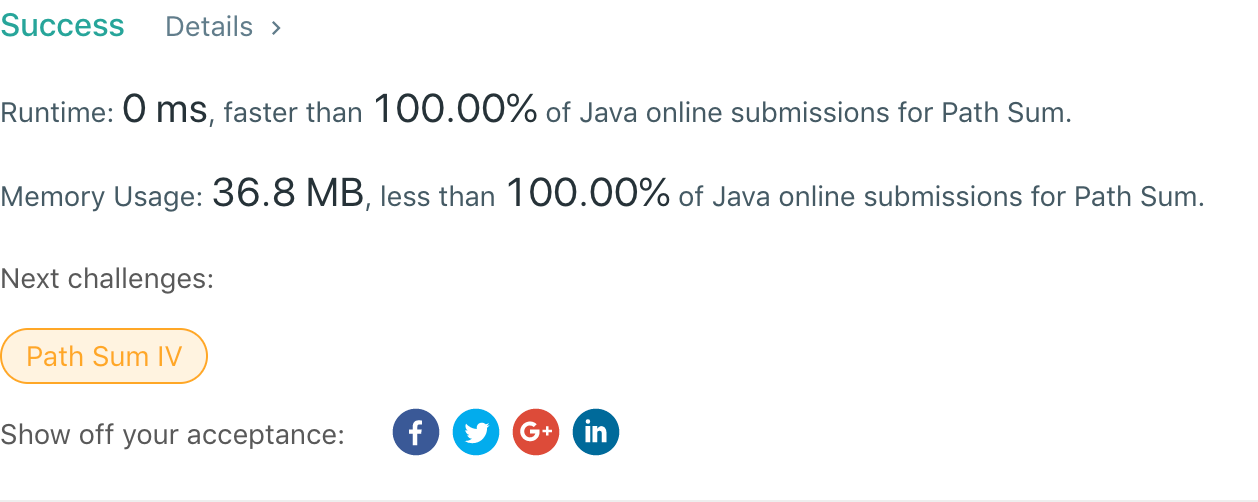 Success Details >
Runtime: 0 ms, faster than 100.00% of Java online submissions for Path Sum.
Memory Usage: 36.8 MB, less than 100.00% of Java online submissions for Path Sum.
Next challenges:
Path Sum IV
Show off your acceptance: f G+ in